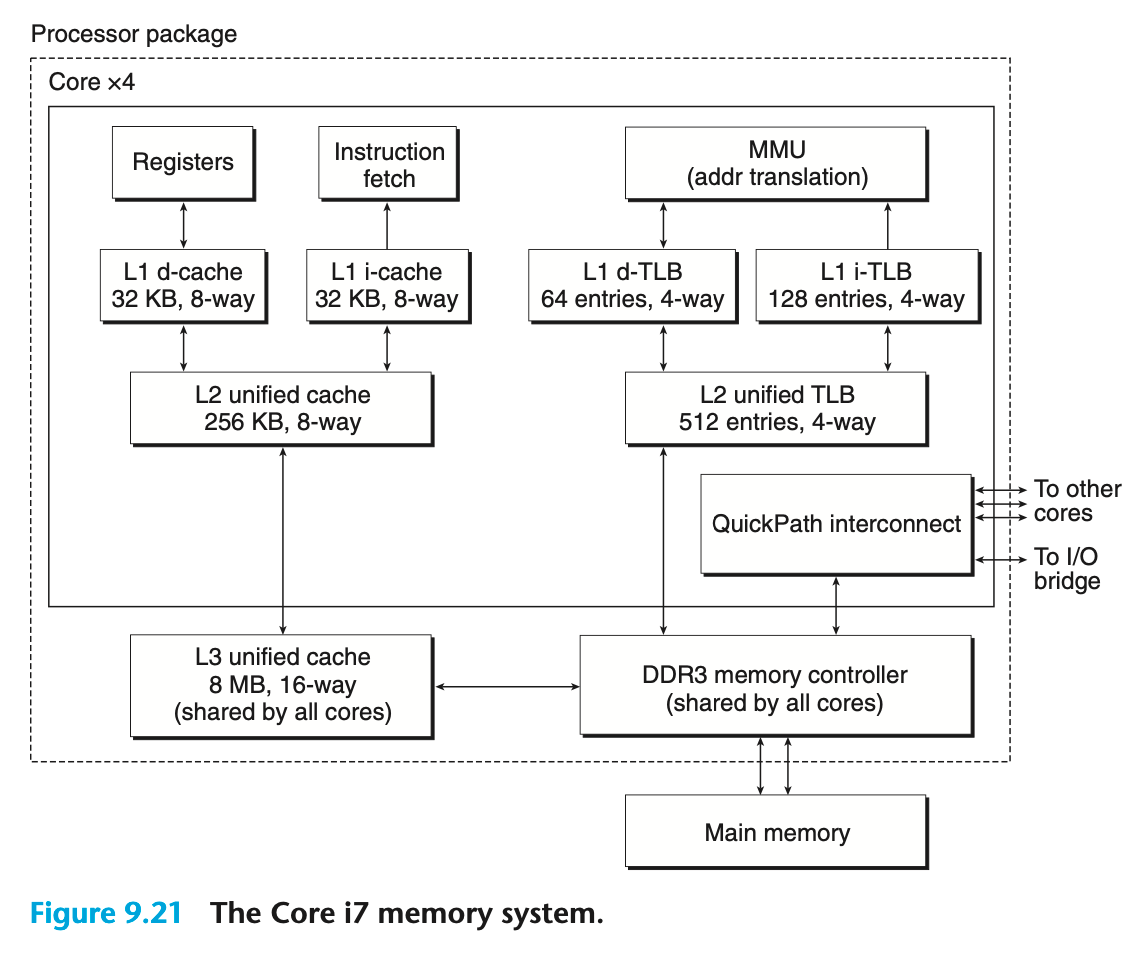 Processor package
Core ×4
Registers
Instruction
fetch
MMU
(addr translation)
L1 d-cache
32 KB, 8-way
L1 i-cache
32 KB, 8-way
L1 d-TLB
64 entries, 4-way
L1 i-TLB
128 entries, 4-way
L2 unified cache
256 KB, 8-way
L2 unified TLB
512 entries, 4-way
QuickPath interconnect
To other
cores
To I/O
bridge
L3 unified cache
8 MB, 16-way
(shared by all cores)
DDR3 memory controller
(shared by all cores)
Main memory
Figure 9.21 The Core i7 memory system.